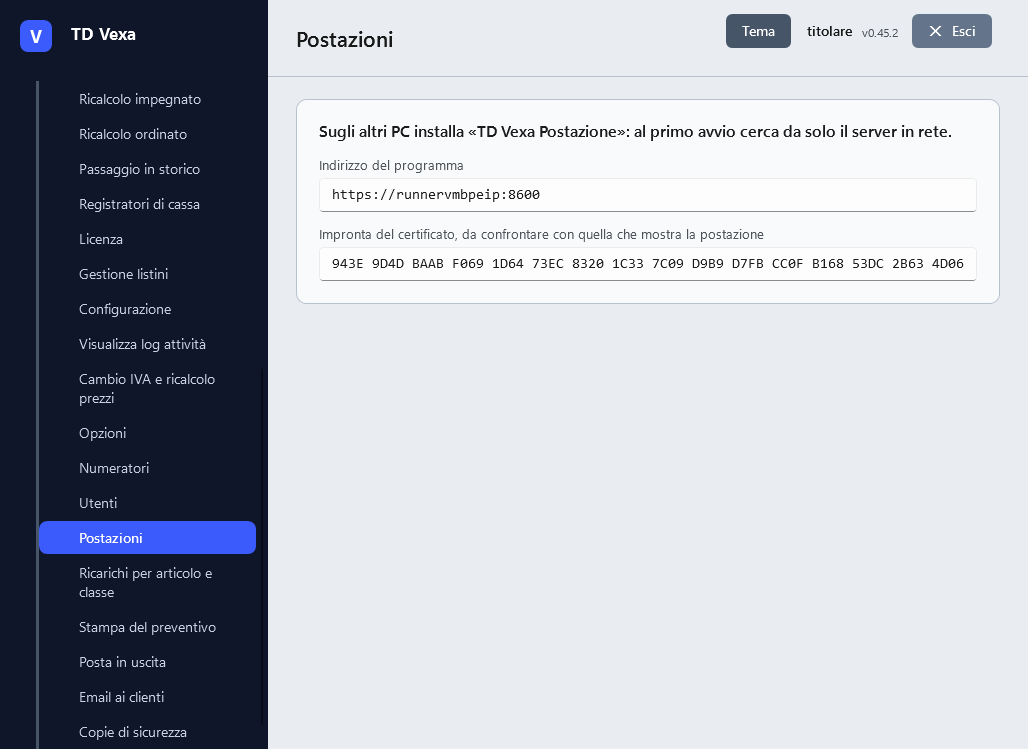 V TD Vexa
Ricalcolo impegnato
Ricalcolo ordinato
Passaggio in storico
Registratori di cassa
Licenza
Gestione listini
Configurazione
Visualizza log attività
Cambio IVA e ricalcolo
prezzi
Opzioni
Numeratori
Utenti
Postazioni
Ricarichi per articolo e
classe
Stampa del preventivo
Posta in uscita
Email ai clienti
Copie di sicurezza
Postazioni
Tema titolare v0.45.2 Esci
Sugli altri PC installa «TD Vexa Postazione»: al primo avvio cerca da solo il server in rete.
Indirizzo del programma
https://runnervmbpeip:8600
Impronta del certificato, da confrontare con quella che mostra la postazione
943E 9D4D BAAB F069 1D64 73EC 8320 1C33 7C09 D9B9 D7FB CC0F B168 53DC 2B63 4D06